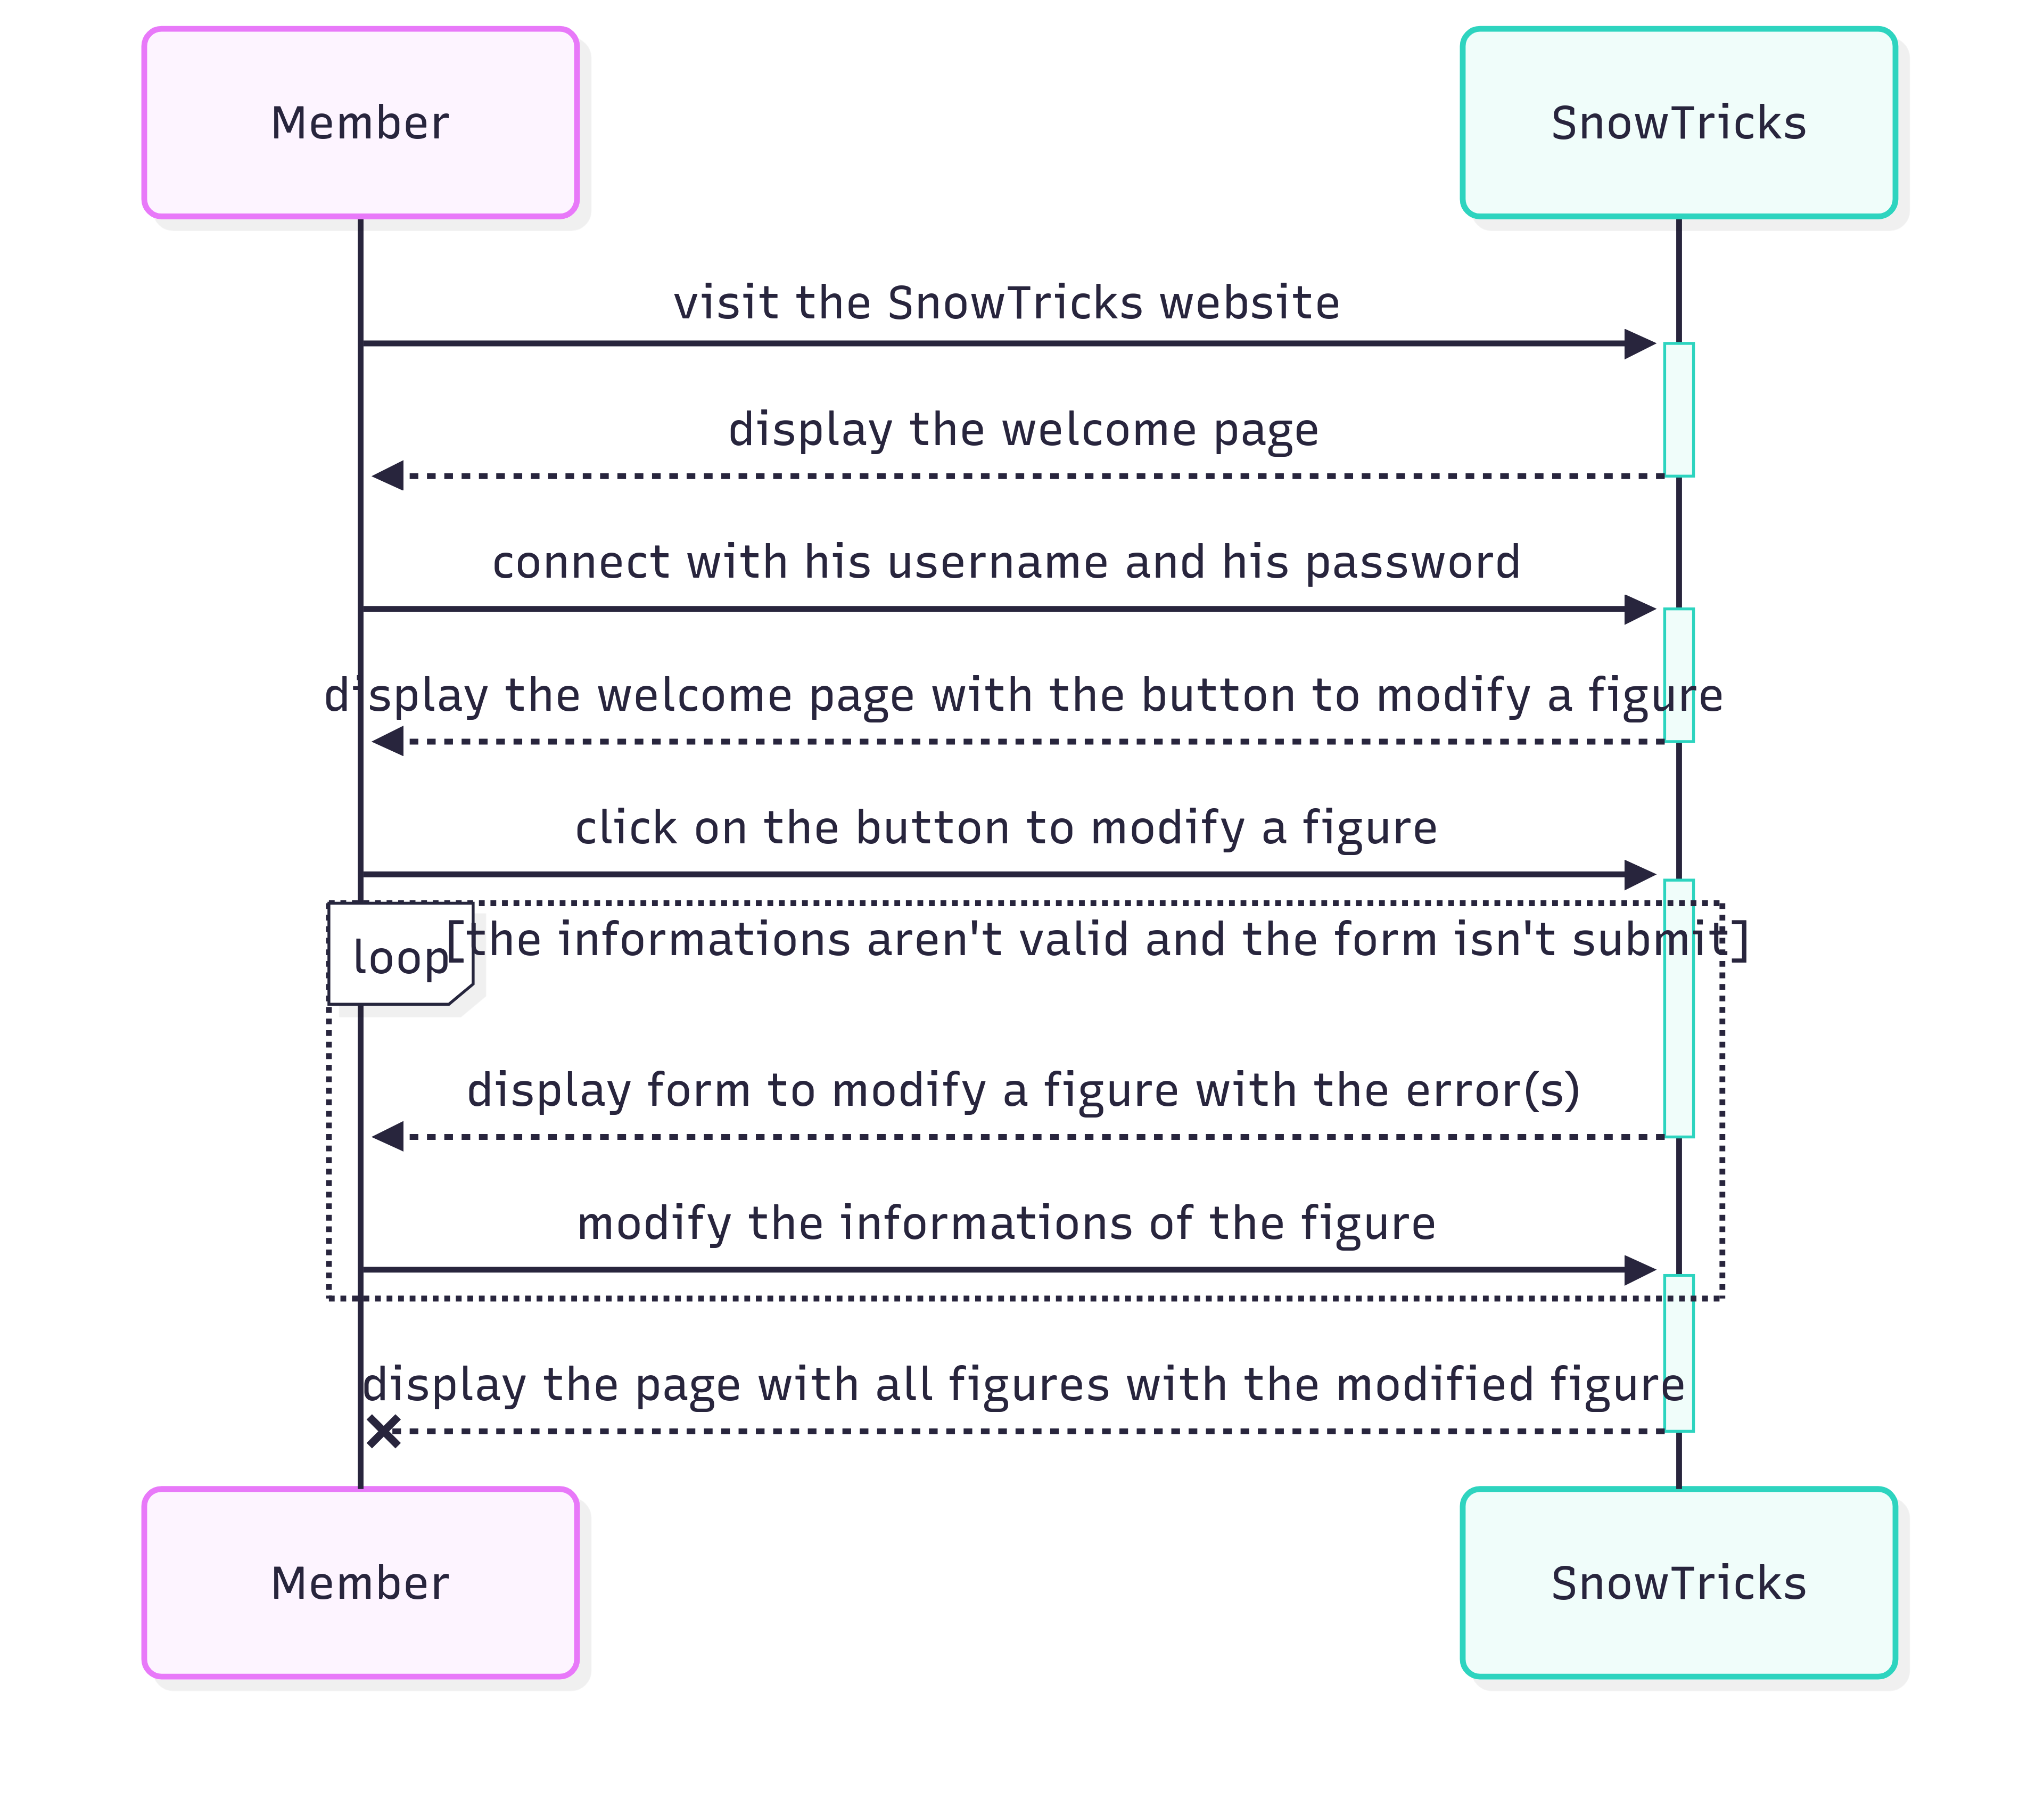 Member
SnowTricks
visit the SnowTricks website
display the welcome page
connect with his username and his password
display the welcome page with the button to modify a figure
click on the button to modify a figure
loop
[the informations aren't valid and the form isn't submit]
display form to modify a figure with the error(s)
modify the informations of the figure
display the page with all figures with the modified figure
Member
SnowTricks